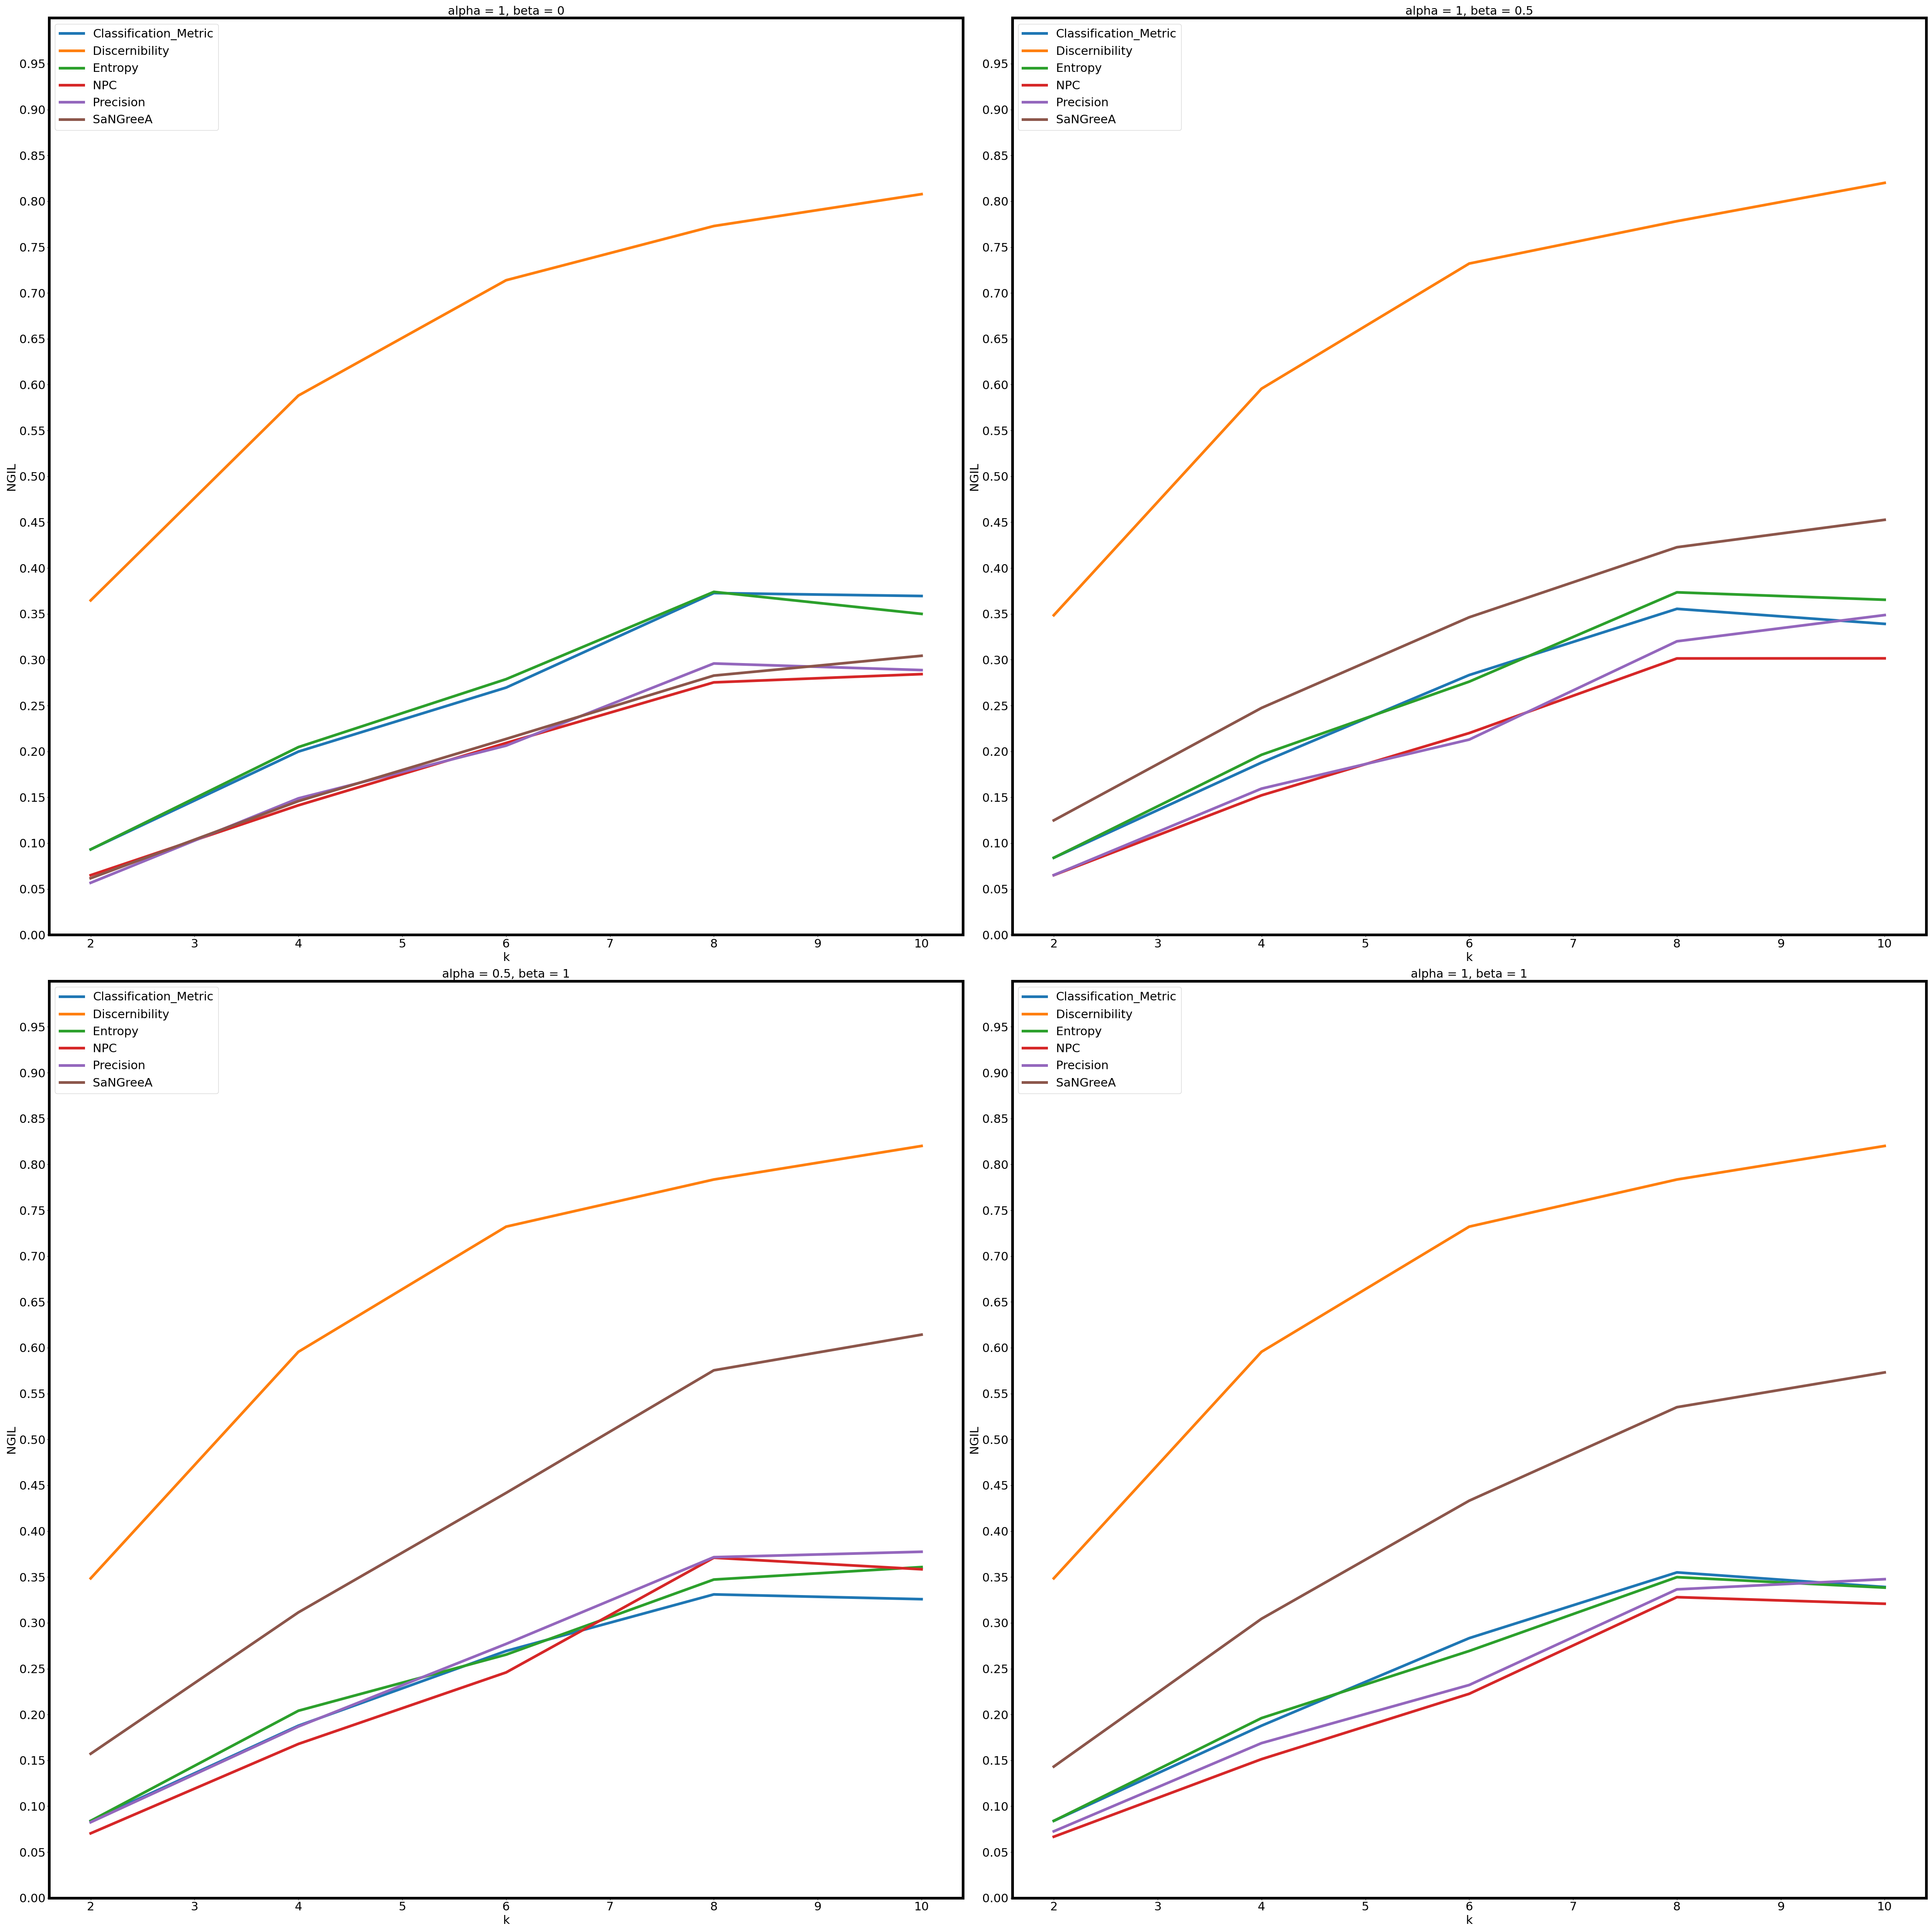 alpha = 1, beta = 0
Classification_Metric
Discernibility
Entropy
NPC
Precision
SaNGreeA
0.95
0.90
0.85
0.80
0.75
0.70
0.65
0.60
0.55
0.50
0.45
0.40
0.35
0.30
0.25
0.20
0.15
0.10
0.05
0.00
NGIL
2 3 4 5 6 7 8 9 10
k
alpha = 1, beta = 0.5
Classification_Metric
Discernibility
Entropy
NPC
Precision
SaNGreeA
0.95
0.90
0.85
0.80
0.75
0.70
0.65
0.60
0.55
0.50
0.45
0.40
0.35
0.30
0.25
0.20
0.15
0.10
0.05
0.00
NGIL
2 3 4 5 6 7 8 9 10
k
alpha = 0.5, beta = 1
Classification_Metric
Discernibility
Entropy
NPC
Precision
SaNGreeA
0.95
0.90
0.85
0.80
0.75
0.70
0.65
0.60
0.55
0.50
0.45
0.40
0.35
0.30
0.25
0.20
0.15
0.10
0.05
0.00
NGIL
2 3 4 5 6 7 8 9 10
k
alpha = 1, beta = 1
Classification_Metric
Discernibility
Entropy
NPC
Precision
SaNGreeA
0.95
0.90
0.85
0.80
0.75
0.70
0.65
0.60
0.55
0.50
0.45
0.40
0.35
0.30
0.25
0.20
0.15
0.10
0.05
0.00
NGIL
2 3 4 5 6 7 8 9 10
k